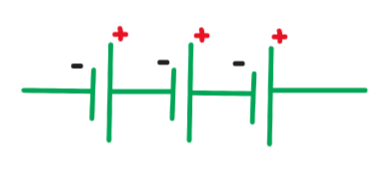 - + - + - +